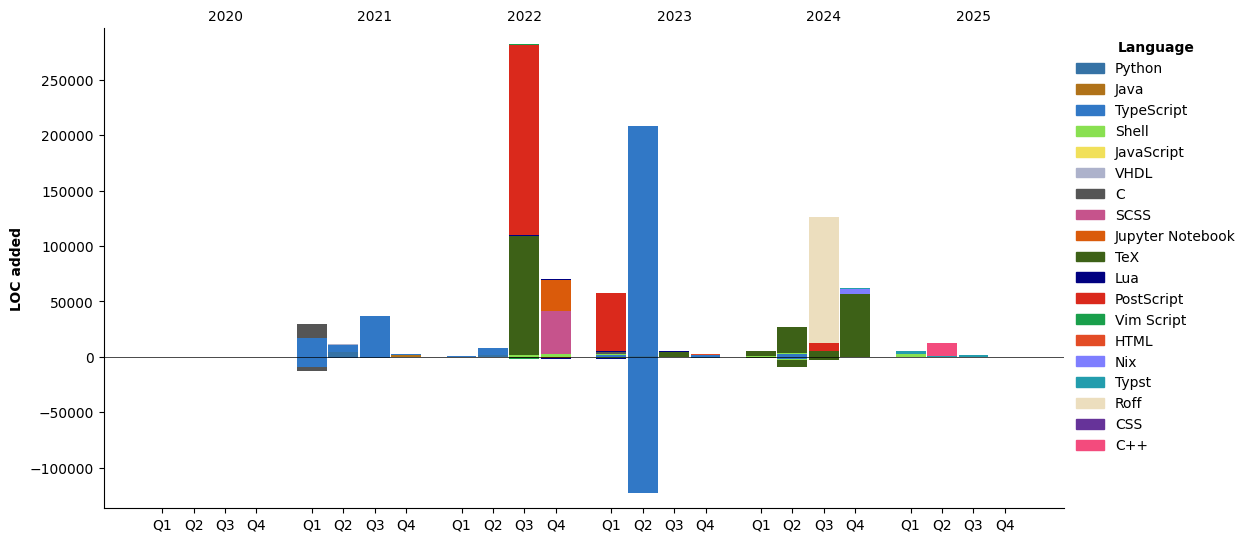 2020 2021 2022 2023 2024 2025
Language
Python
Java
TypeScript
Shell
JavaScript
VHDL
C
SCSS
Jupyter Notebook
TeX
Lua
PostScript
Vim Script
HTML
Nix
Typst
Roff
CSS
C++
LOC added
250000
200000
150000
100000
50000
0
−50000
−100000
Q1 Q2 Q3 Q4 Q1 Q2 Q3 Q4 Q1 Q2 Q3 Q4 Q1 Q2 Q3 Q4 Q1 Q2 Q3 Q4 Q1 Q2 Q3 Q4